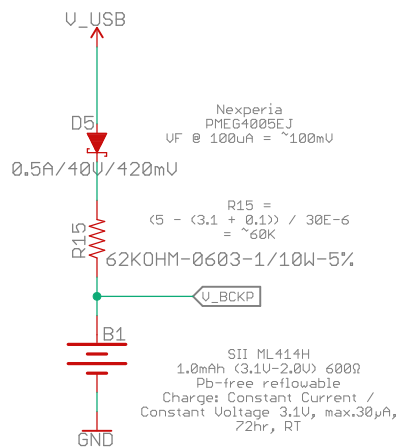 V_USB
D5
Nexperia
PMEG4005EJ
VF @ 100uA = ~100mV
0.5A/40V/420mV
R15 =
(5 - (3.1 + 0.1)) / 30E-6
= ~60K
R15
62KOHM-0603-1/10W-5%
V_BCKP
B1
SII ML414H
1.0mAh (3.1V-2.0V) 600Ω
Pb-free reflowable
Charge: Constant Current /
Constant Voltage 3.1V, max.30µA,
72hr, RT
GND